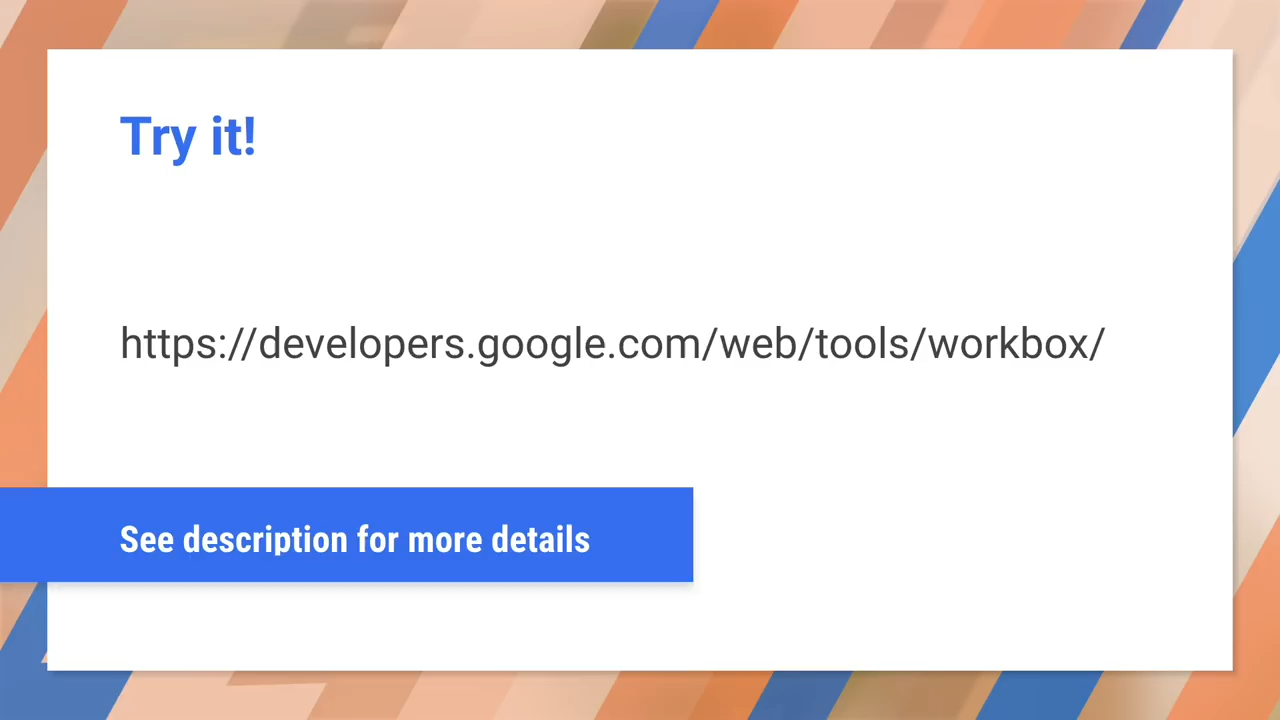 Try it!
https://developers.google.com/web/tools/workbox/
See description for more details